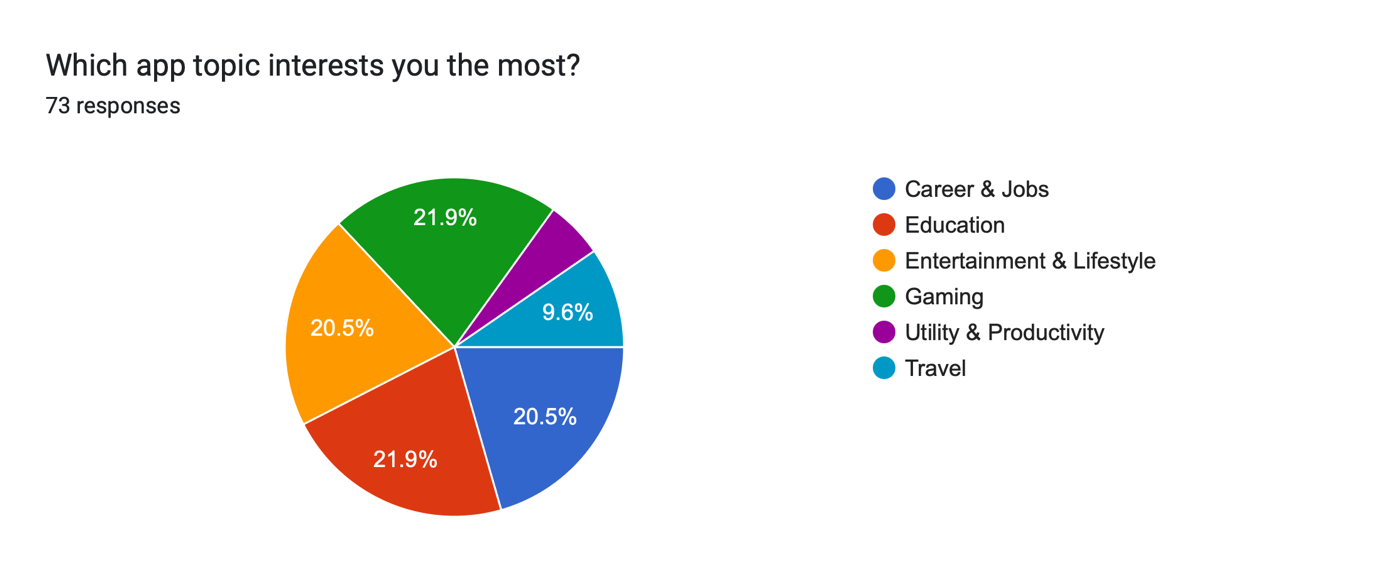 Which app topic interests you the most?
73 responses
21.9%
9.6%
20.5%
20.5%
21.9%
Career & Jobs
Education
Entertainment & Lifestyle
Gaming
Utility & Productivity
Travel